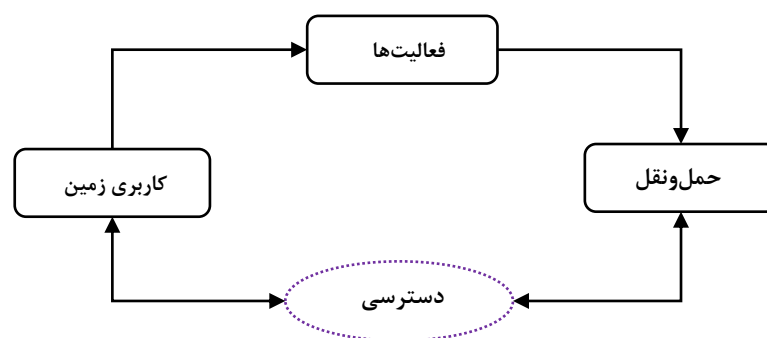 فعالیت‌ها
حمل‌ونقل
کاربری زمین
دسترسی